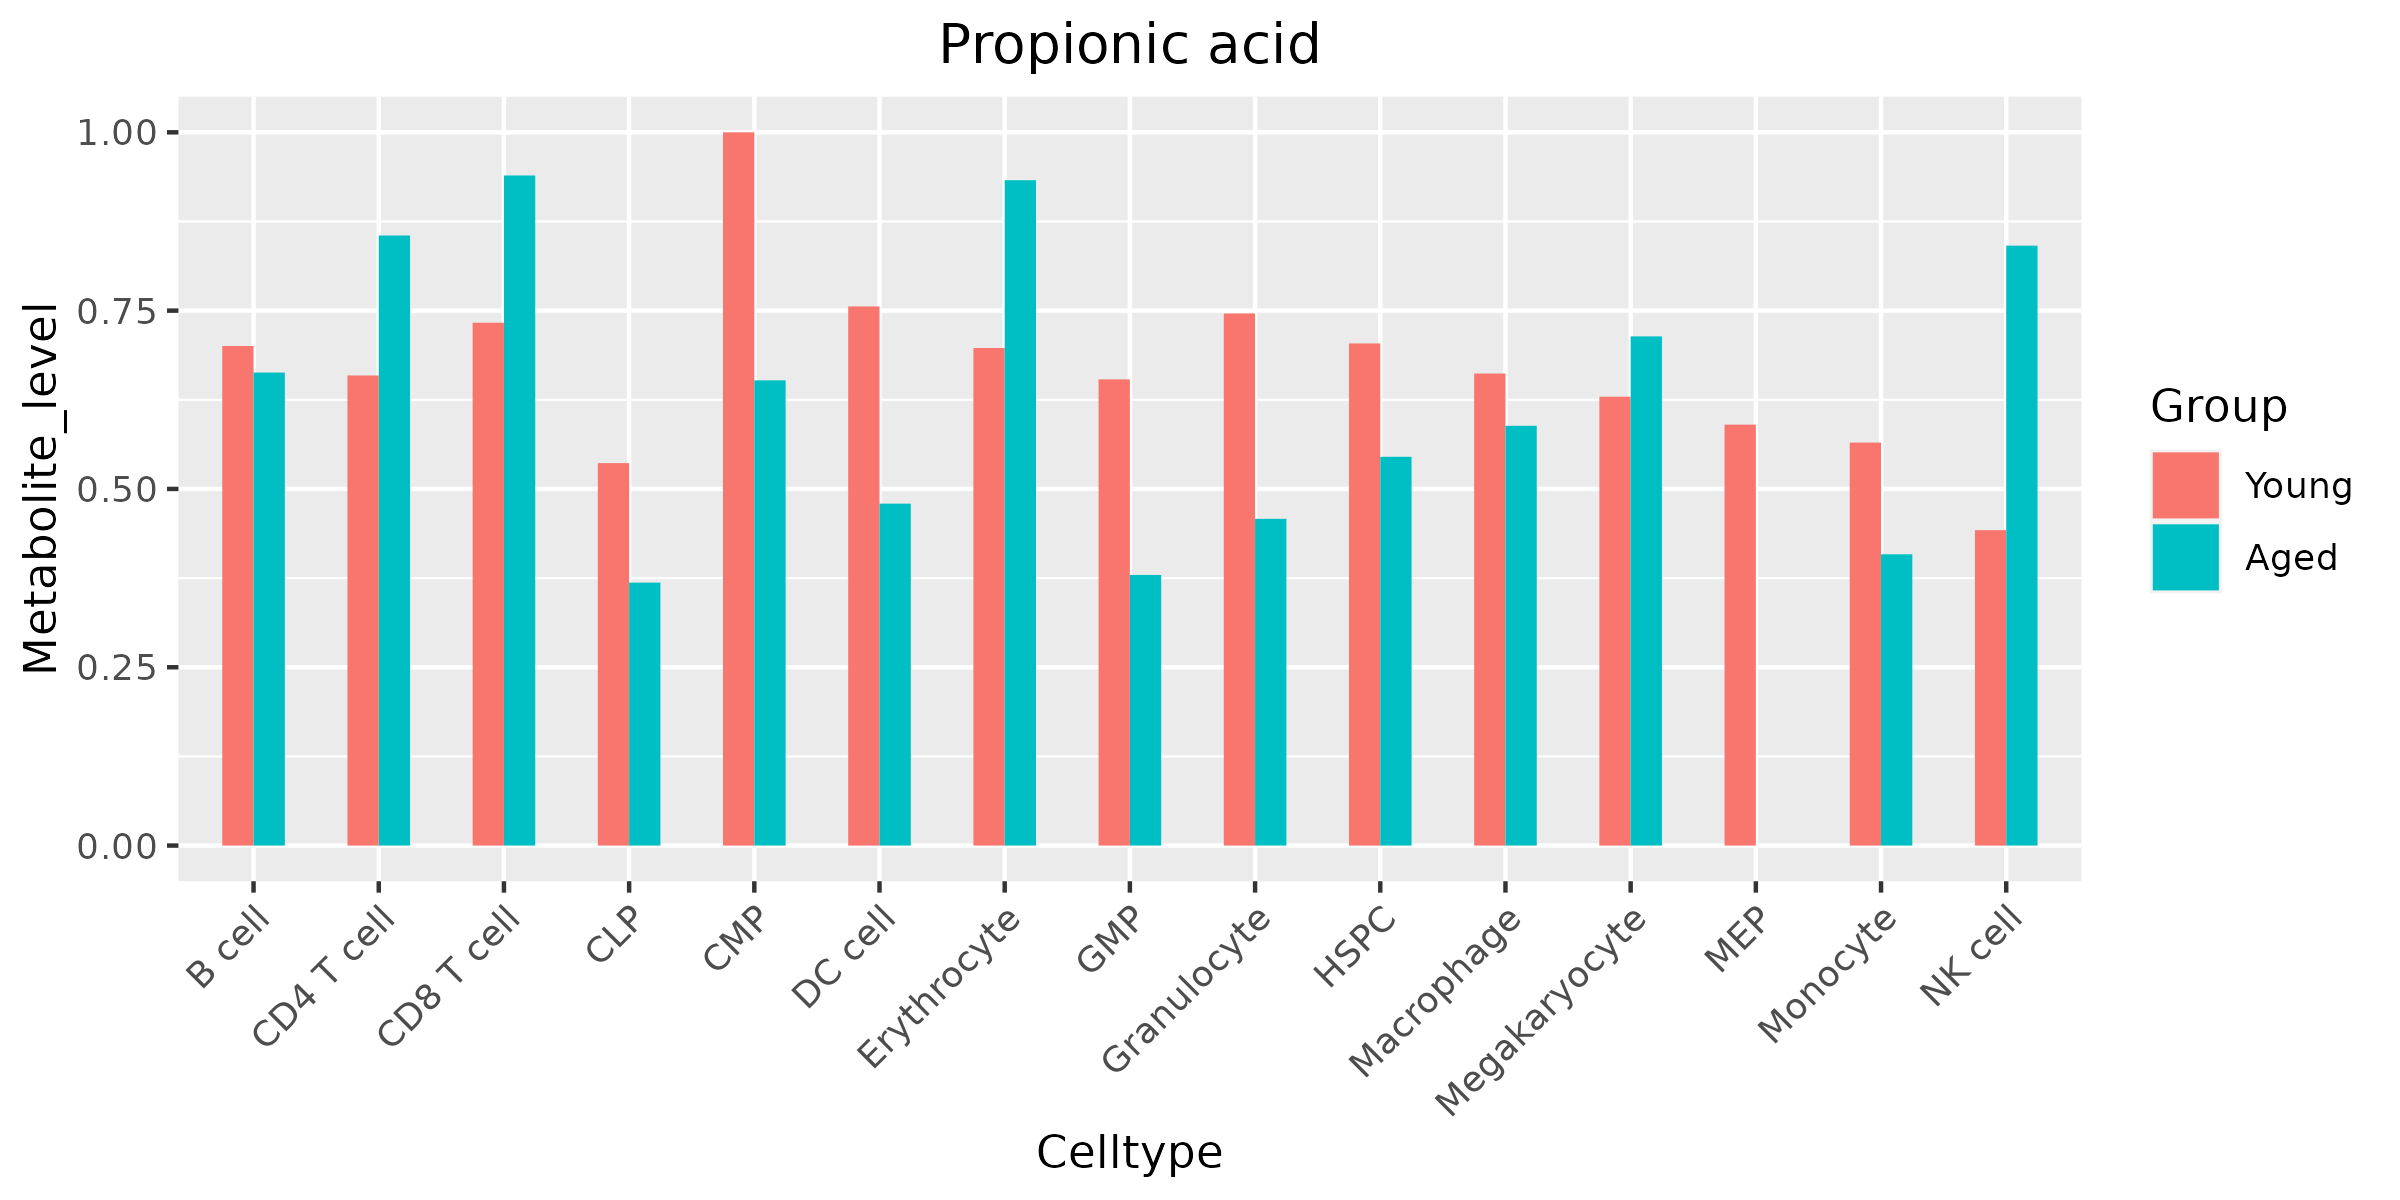 Propionic acid
Metabolite_level
1.00
0.75
0.50
0.25
0.00
B cell
CD4 T cell
CD8 T cell
CLP
CMP
DC cell
Erythrocyte
GMP
Granulocyte
HSPC
Macrophage
Megakaryocyte
MEP
Monocyte
NK cell
Celltype
Group
Young
Aged